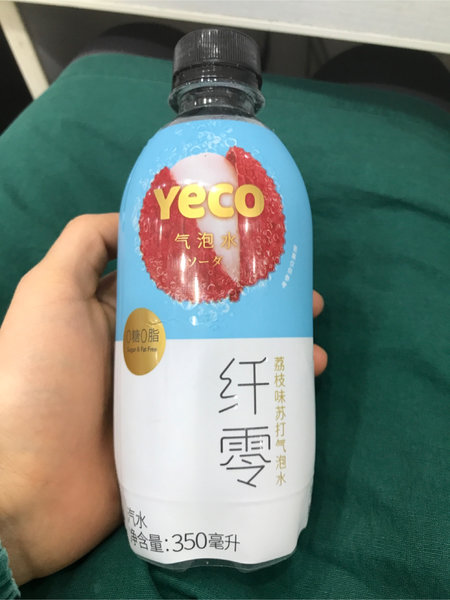 yeco
气泡水
ソーダ
0糖0脂
Sugar & Fat Free
纤零
荔枝味苏打气泡水
汽水
净含量:350毫升